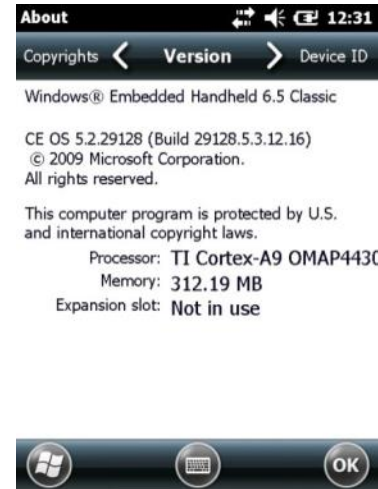 About 12:31
Copyrights Version Device ID
Windows® Embedded Handheld 6.5 Classic
CE OS 5.2.29128 (Build 29128.5.3.12.16)
© 2009 Microsoft Corporation.
All rights reserved.
This computer program is protected by U.S.
and international copyright laws.
Processor: TI Cortex-A9 OMAP4430
Memory: 312.19 MB
Expansion slot: Not in use
OK